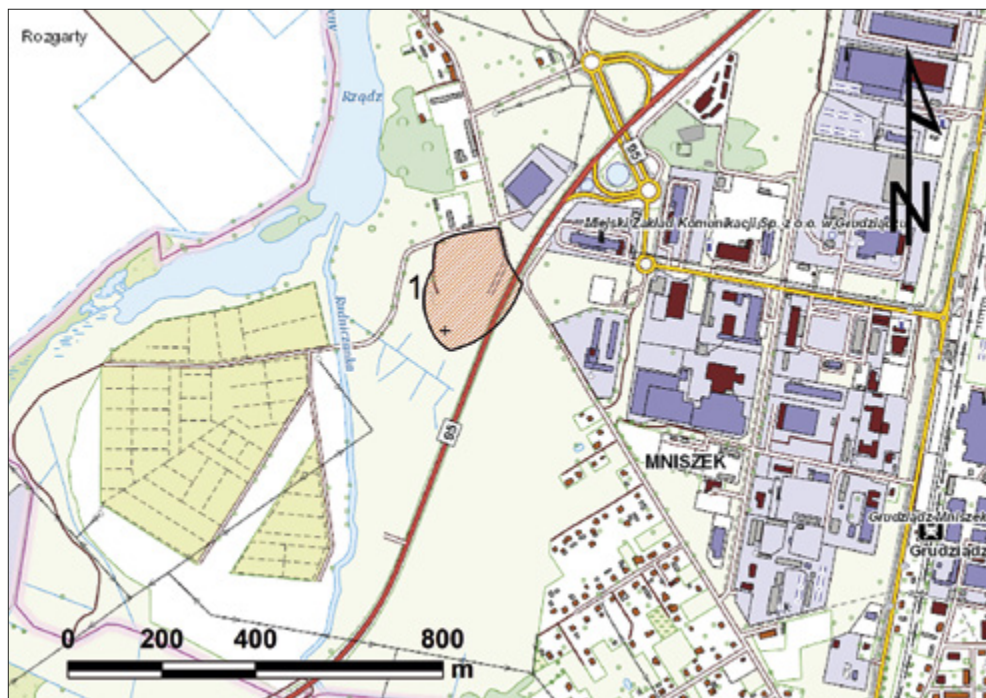 Rozgarty
Rządz
95
Miejski Zakład Komunikacji Sp. z o.o. w Grudziądzu
N
1
Rudniczanka
95
MNISZEK
Grudziądz Mniszek
Grudziądz
0 200 400 800
m